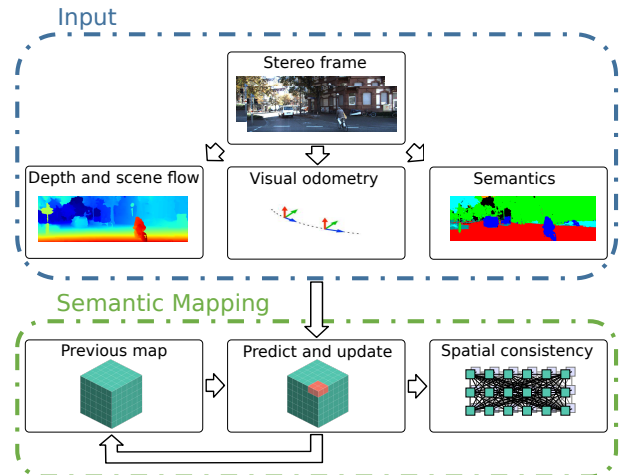 Input
Stereo frame
Depth and scene flow
Visual odometry
Semantics
Semantic Mapping
Previous map
Predict and update
Spatial consistency